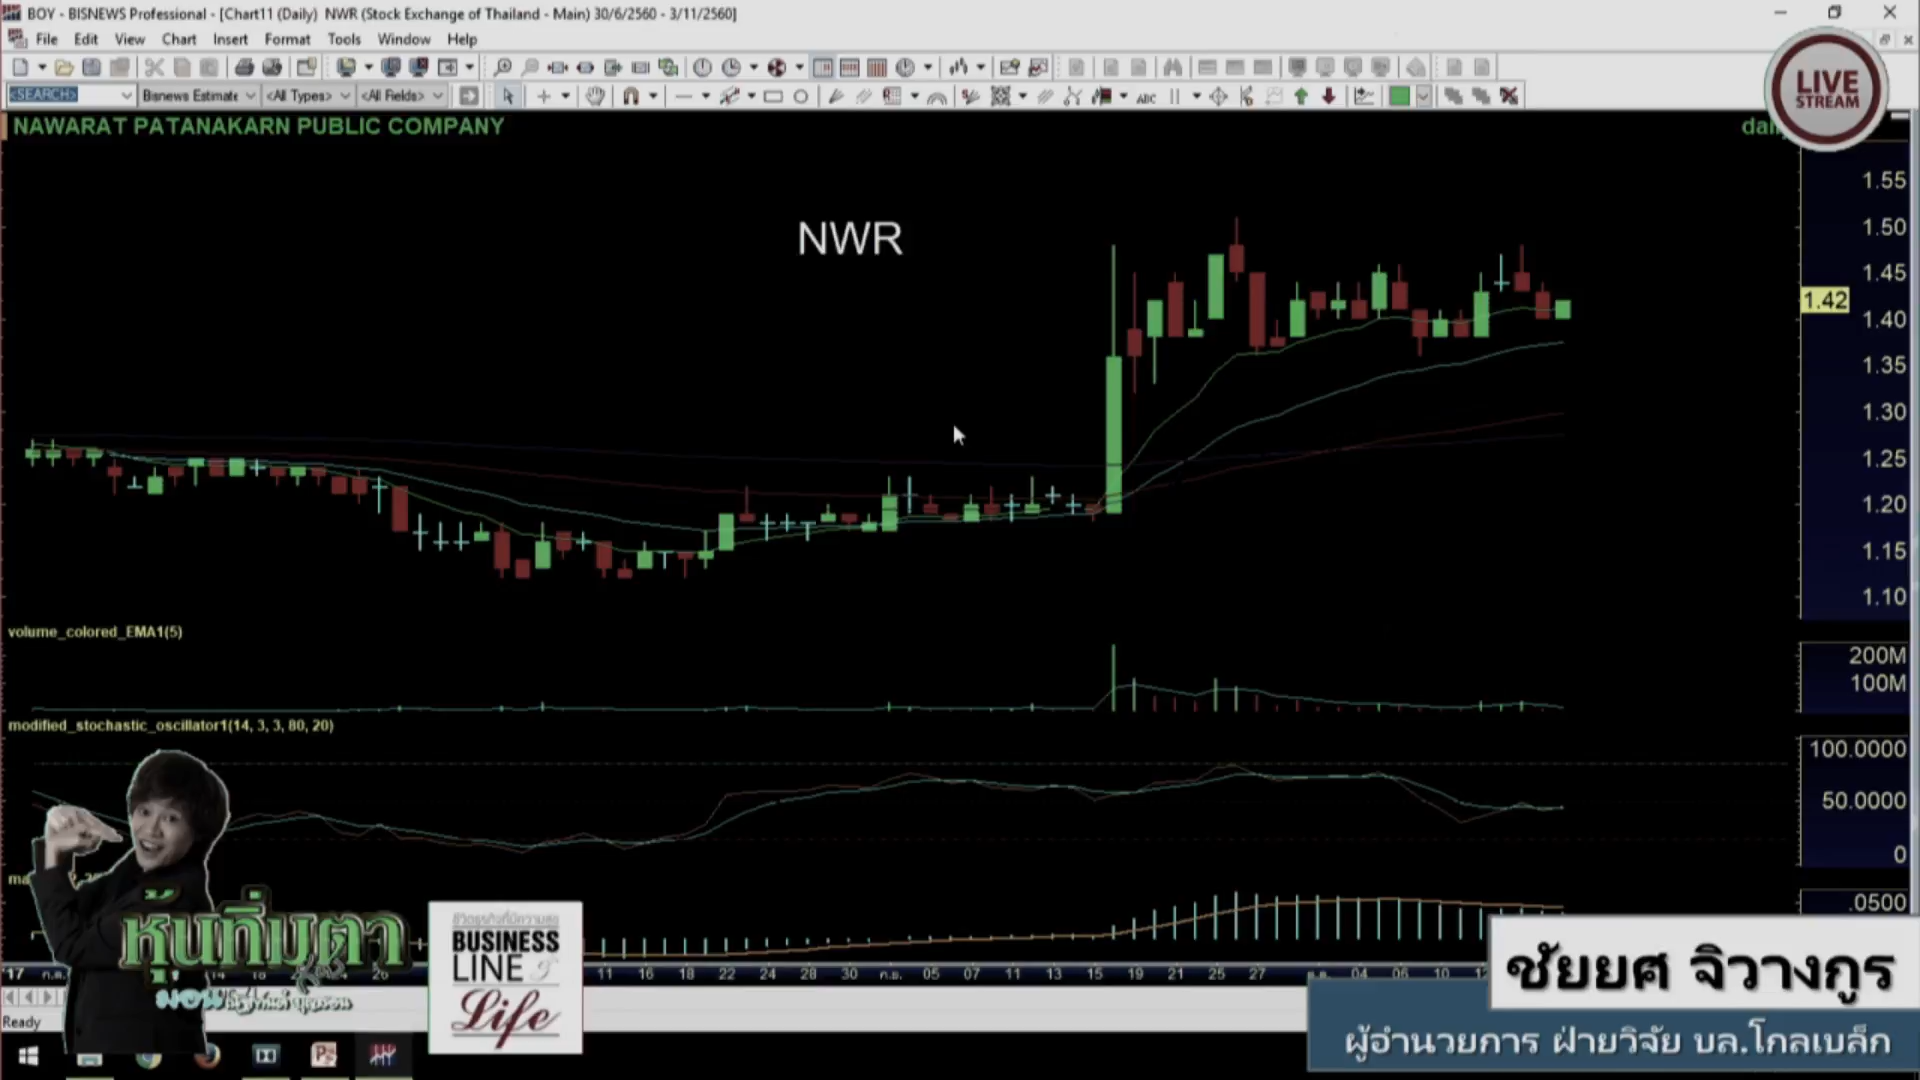 BOY - BISNEWS Professional - [Chart11 (Daily) NWR (Stock Exchange of Thailand - Main) 30/6/2560 - 3/11/2560]
File Edit View Chart Insert Format Tools Window Help
LIVE
STREAM
<SEARCH> Bisnews Estimate <All Types> <All Fields> ABC
NAWARAT PATANAKARN PUBLIC COMPANY
NWR
1.55
1.50
1.45
1.42
1.40
1.35
1.30
1.25
1.20
1.15
1.10
volume_colored_EMA1(5)
200M
100M
modified_stochastic_oscillator1(14, 3, 3, 80, 20)
100.0000
50.0000
0
.0500
หุ้นทิ่มตา
BUSINESS
LINE &
Life
'17 11 16 18 22 24 28 30 ก.ย. 05 07 11 13 15 19 21 25 27 04 06 10
Ready
ชัยยศ จิวางกูร
ผู้อำนวยการ ฝ่ายวิจัย บล.โกลเบล็ก